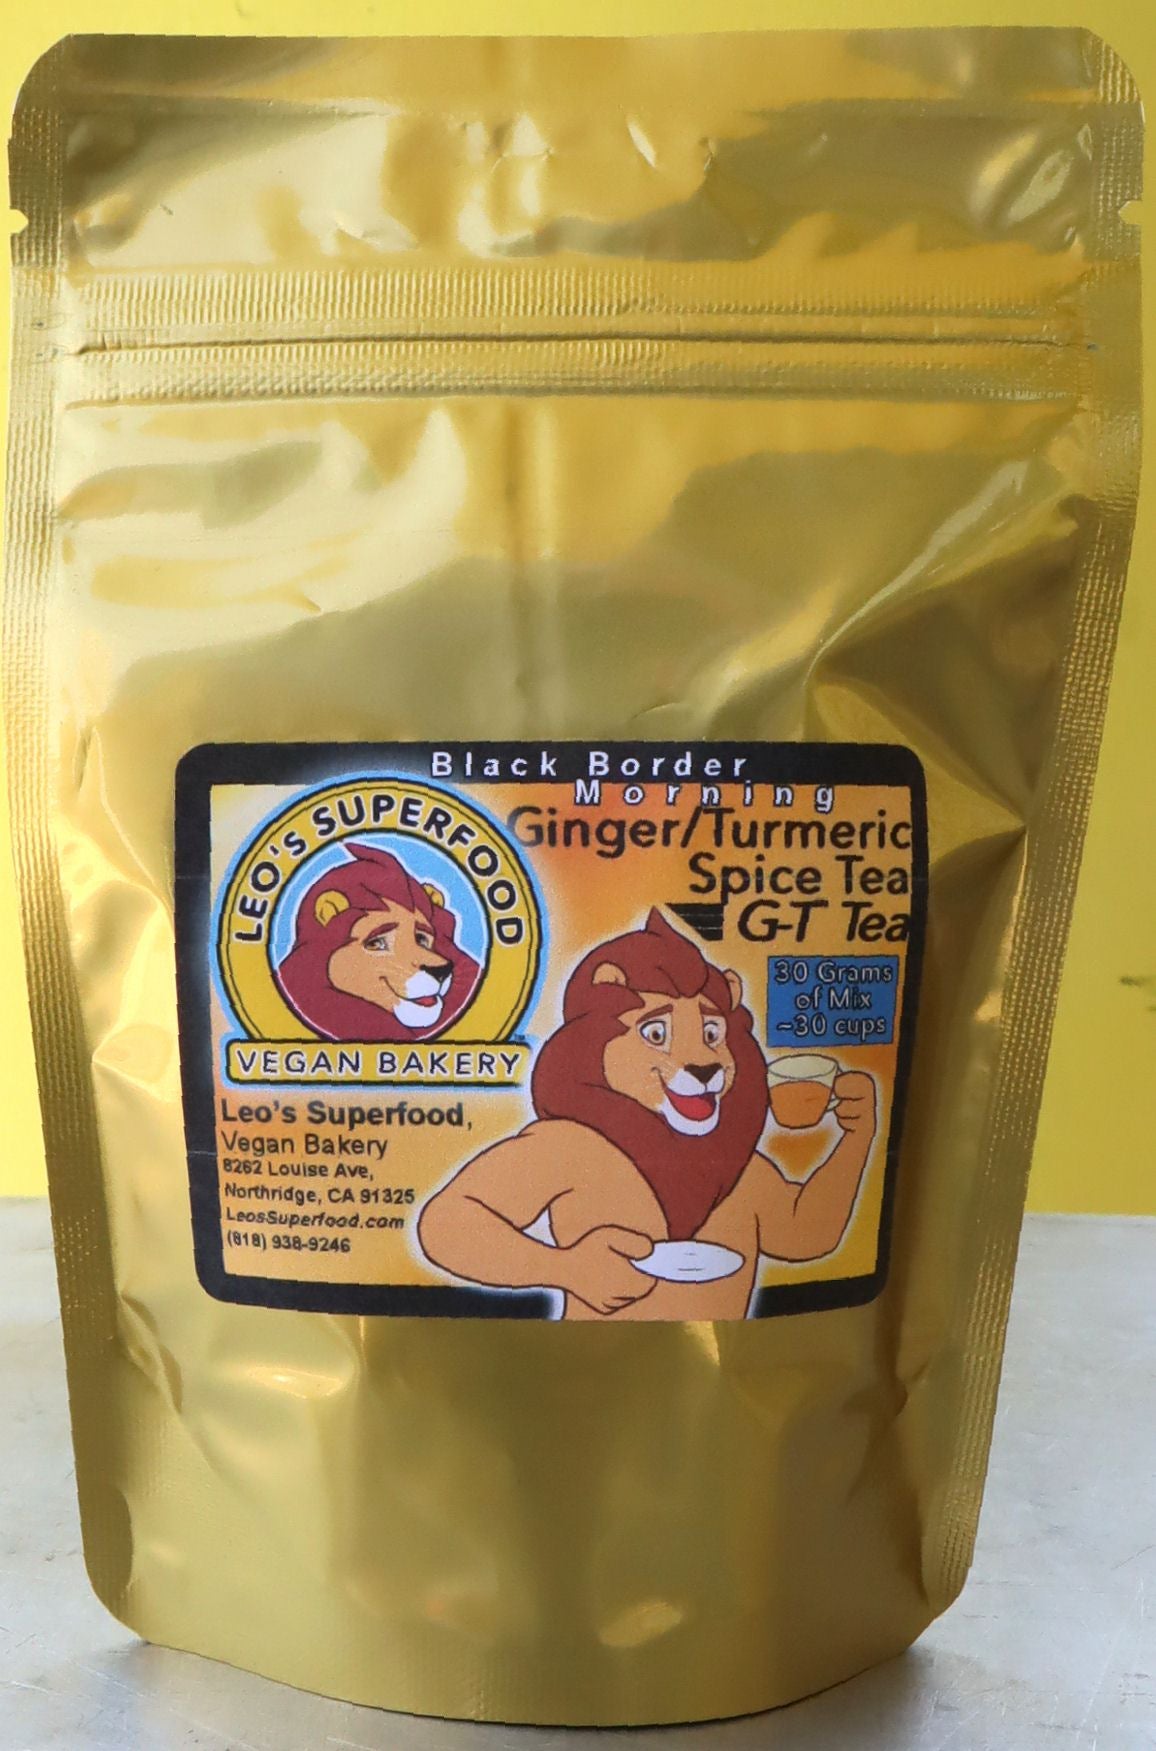 Black Border
Morning
Ginger/Turmeric
Spice Tea
G-T Tea
30 Grams
of Mix
~30 cups
LEO'S SUPERFOOD
VEGAN BAKERY
Leo's Superfood,
Vegan Bakery
8262 Louise Ave,
Northridge, CA 91325
LeosSuperfood.com
(818) 938-9246